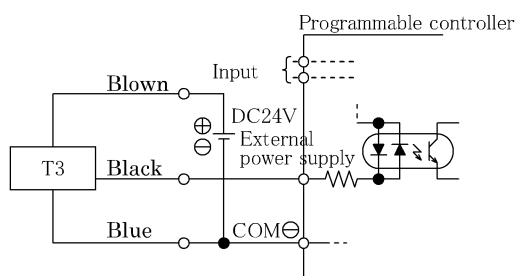 Programmable controller
Input
Blown
DC24V
⊕
⊖
External
power supply
T3
Black
Blue
COM⊖